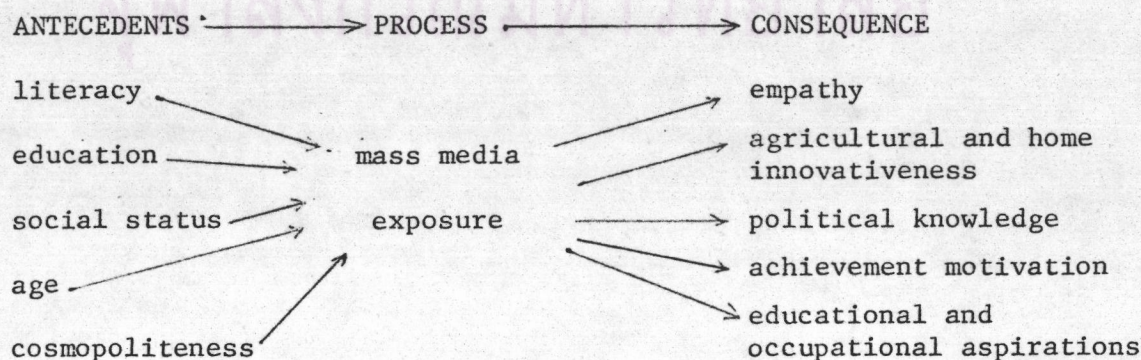 ANTECEDENTS PROCESS CONSEQUENCE
literacy
education
social status
age
cosmopoliteness
mass media
exposure
empathy
agricultural and home
innovativeness
political knowledge
achievement motivation
educational and
occupational aspirations